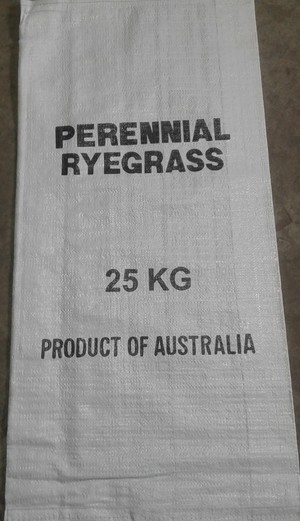 PERENNIAL
RYEGRASS
25 KG
PRODUCT OF AUSTRALIA